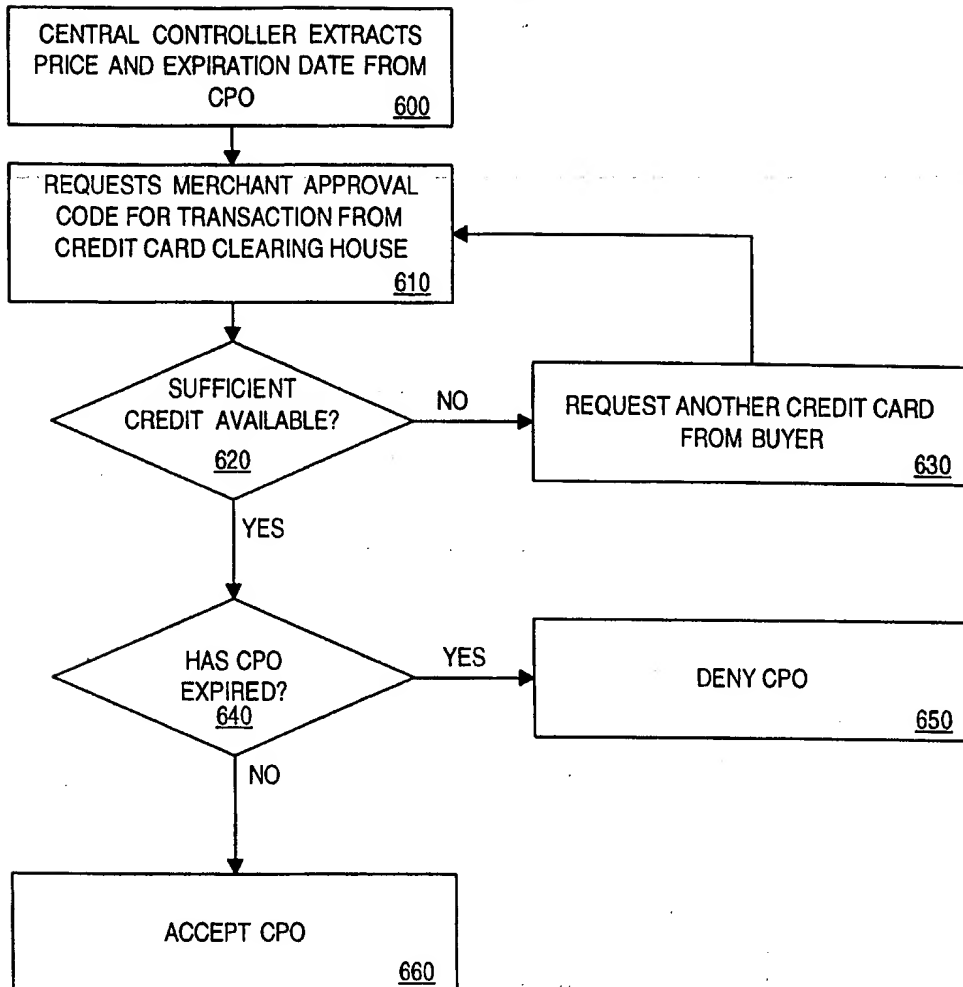 CENTRAL CONTROLLER EXTRACTS
PRICE AND EXPIRATION DATE FROM
CPO
600
REQUESTS MERCHANT APPROVAL
CODE FOR TRANSACTION FROM
CREDIT CARD CLEARING HOUSE
610
SUFFICIENT
CREDIT AVAILABLE?
620
NO
REQUEST ANOTHER CREDIT CARD
FROM BUYER
630
YES
HAS CPO
EXPIRED?
640
YES
DENY CPO
650
NO
ACCEPT CPO
660